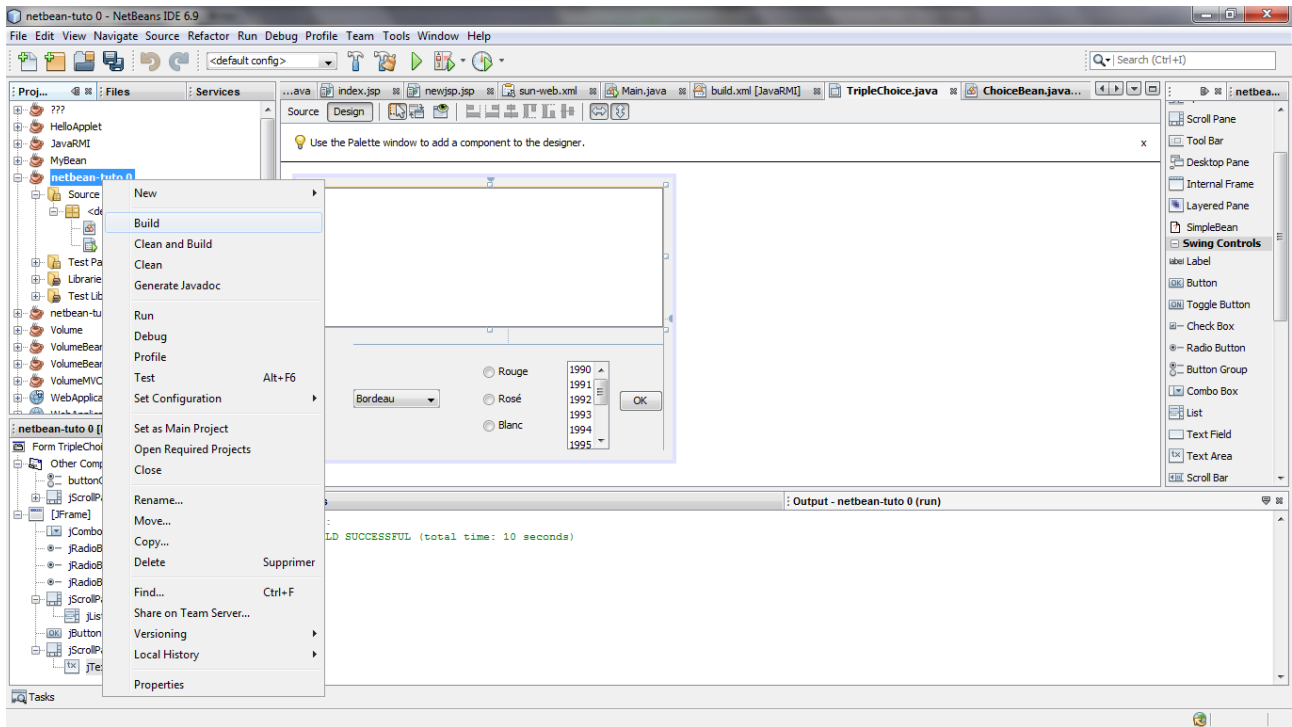 netbean-tuto 0 - NetBeans IDE 6.9
File Edit View Navigate Source Refactor Run Debug Profile Team Tools Window Help
<default config>
Search (Ctrl+I)
Proj...
Files
Services
...ava
index.jsp
newjsp.jsp
sun-web.xml
Main.java
build.xml [JavaRMI]
TripleChoice.java
ChoiceBean.java...
netbea...
???
HelloApplet
JavaRMI
MyBean
netbean-tuto 0
Source
<de
Test Pa
Librarie
Test Lib
netbean-tu
Volume
VolumeBear
VolumeBear
VolumeMVC
WebApplica
New
Build
Clean and Build
Clean
Generate Javadoc
Run
Debug
Profile
Test Alt+F6
Set Configuration
Set as Main Project
Open Required Projects
Close
Rename...
Move...
Copy...
Delete Supprimer
Find... Ctrl+F
Share on Team Server...
Versioning
Local History
Properties
Source Design
Use the Palette window to add a component to the designer. x
Bordeau
Rouge
Rosé
Blanc
1990
1991
1992
1993
1994
1995
OK
Scroll Pane
Tool Bar
Desktop Pane
Internal Frame
Layered Pane
SimpleBean
Swing Controls
label Label
OK Button
ON Toggle Button
Check Box
Radio Button
Button Group
Combo Box
List
Text Field
Text Area
Scroll Bar
netbean-tuto 0 [
Form TripleChoi
Other Comp
button
jScrollPa
[JFrame]
jCombo
jRadioB
jRadioB
jRadioB
jScrollPa
jLis
OK jButton
jScrollPa
jTe
s
Output - netbean-tuto 0 (run)
:
LD SUCCESSFUL (total time: 10 seconds)
Tasks